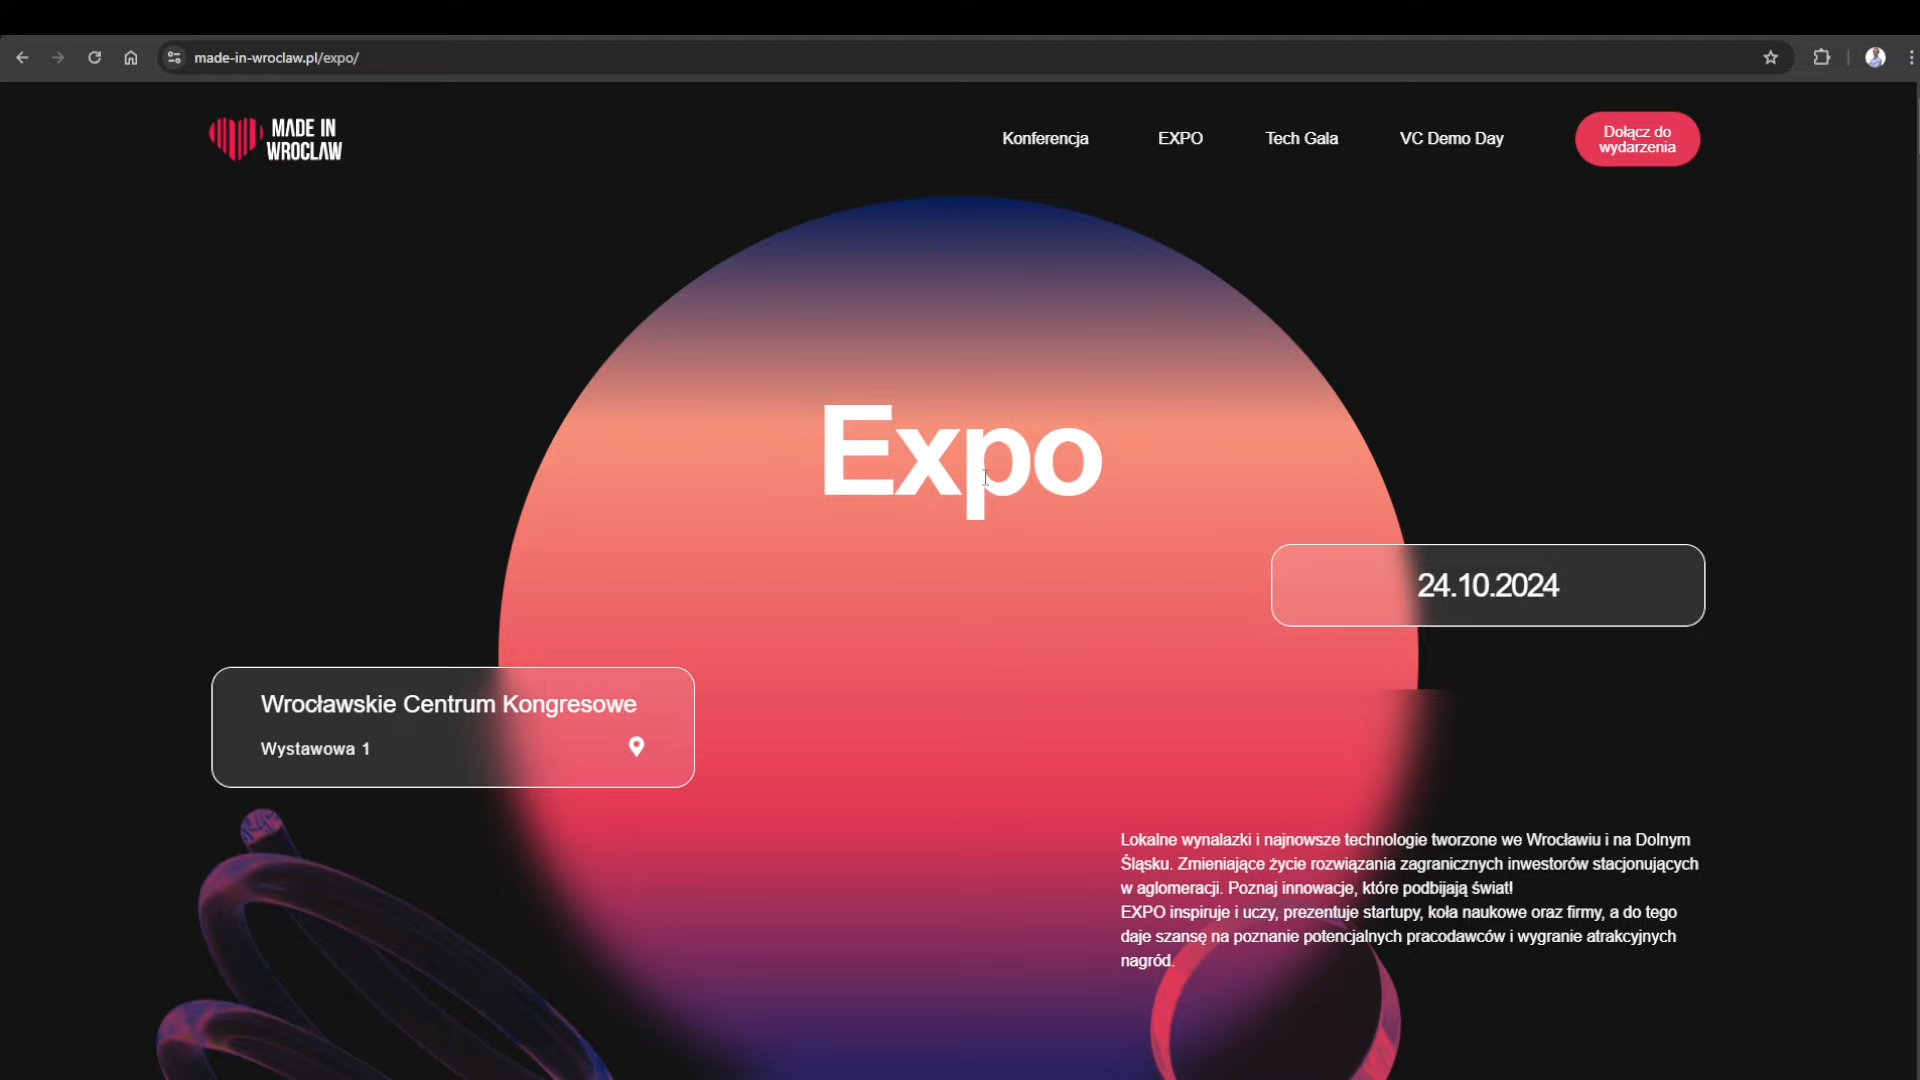 made-in-wroclaw.pl/expo/
MADE IN
WROCLAW
Konferencja
EXPO
Tech Gala
VC Demo Day
Dołącz do
wydarzenia
Expo
24.10.2024
Wrocławskie Centrum Kongresowe
Wystawowa 1
Lokalne wynalazki i najnowsze technologie tworzone we Wrocławiu i na Dolnym
Śląsku. Zmieniające życie rozwiązania zagranicznych inwestorów stacjonujących
w aglomeracji. Poznaj innowacje, które podbijają świat!
EXPO inspiruje i uczy, prezentuje startupy, koła naukowe oraz firmy, a do tego
daje szansę na poznanie potencjalnych pracodawców i wygranie atrakcyjnych
nagród.